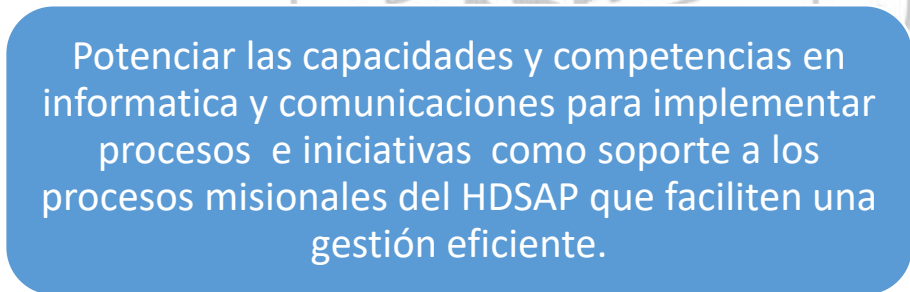 Potenciar las capacidades y competencias en
informatica y comunicaciones para implementar
procesos e iniciativas como soporte a los
procesos misionales del HDSAP que faciliten una
gestión eficiente.